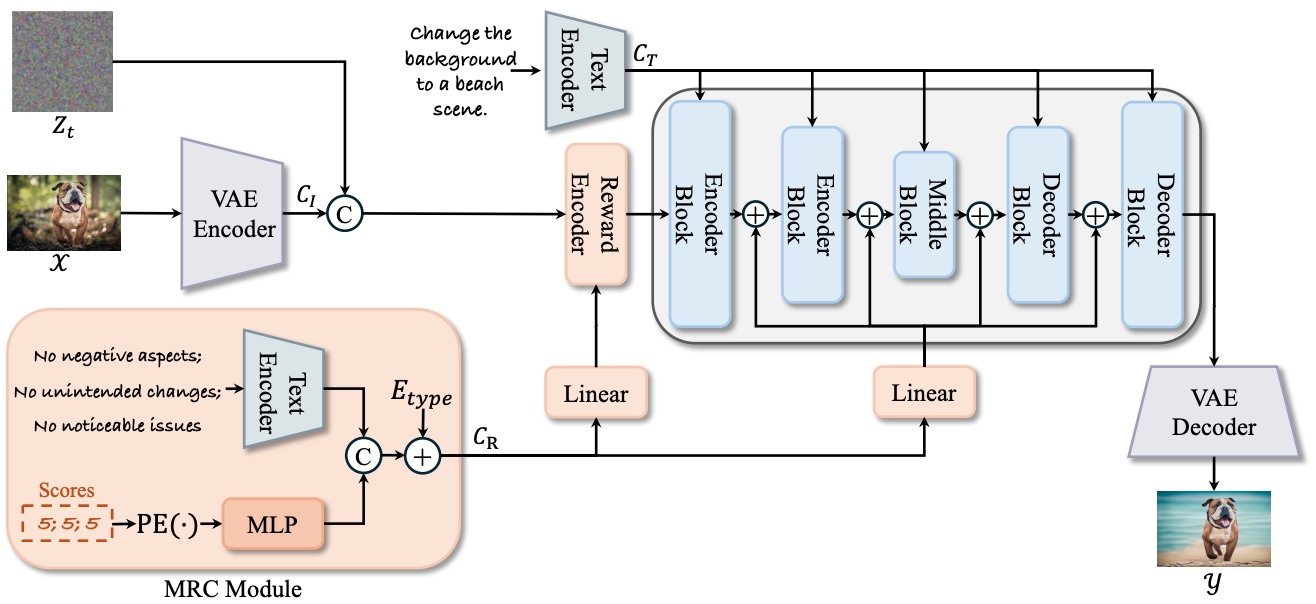 Z_t
x
VAE
Encoder
C_I
C
Change the
background
to a beach
scene.
Text
Encoder
C_T
Reward
Encoder
Encoder
Block
+
Encoder
Block
+
Middle
Block
+
Decoder
Block
+
Decoder
Block
No negative aspects;
No unintended changes;
No noticeable issues
Text
Encoder
E_type
C
+
C_R
Scores
5; 5; 5
PE(·)
MLP
MRC Module
Linear
Linear
VAE
Decoder
y